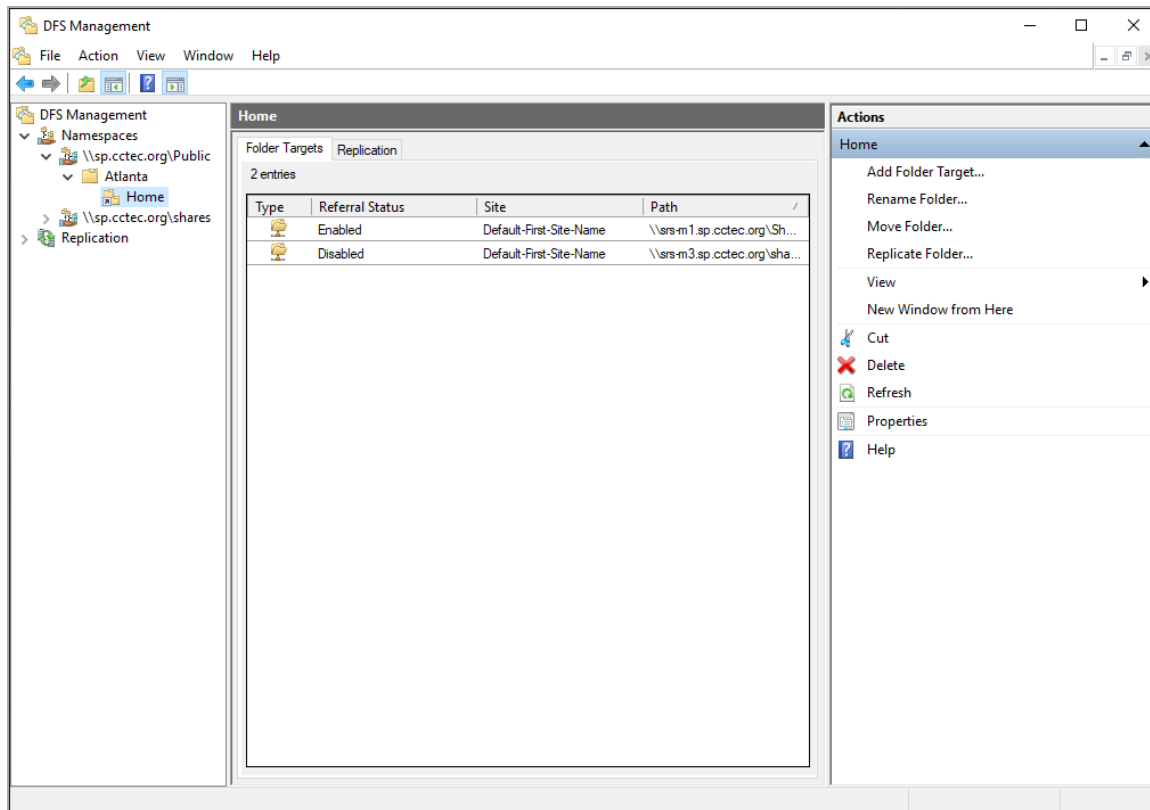 DFS Management
File Action View Window Help
DFS Management
Namespaces
\\sp.cctec.org\Public
Atlanta
Home
\\sp.cctec.org\shares
Replication
Home
Folder Targets Replication
2 entries
Type Referral Status Site Path
Enabled Default-First-Site-Name \\srs-m1.sp.cctec.org\Sh...
Disabled Default-First-Site-Name \\srs-m3.sp.cctec.org\sha...
Actions
Home
Add Folder Target...
Rename Folder...
Move Folder...
Replicate Folder...
View
New Window from Here
Cut
Delete
Refresh
Properties
Help